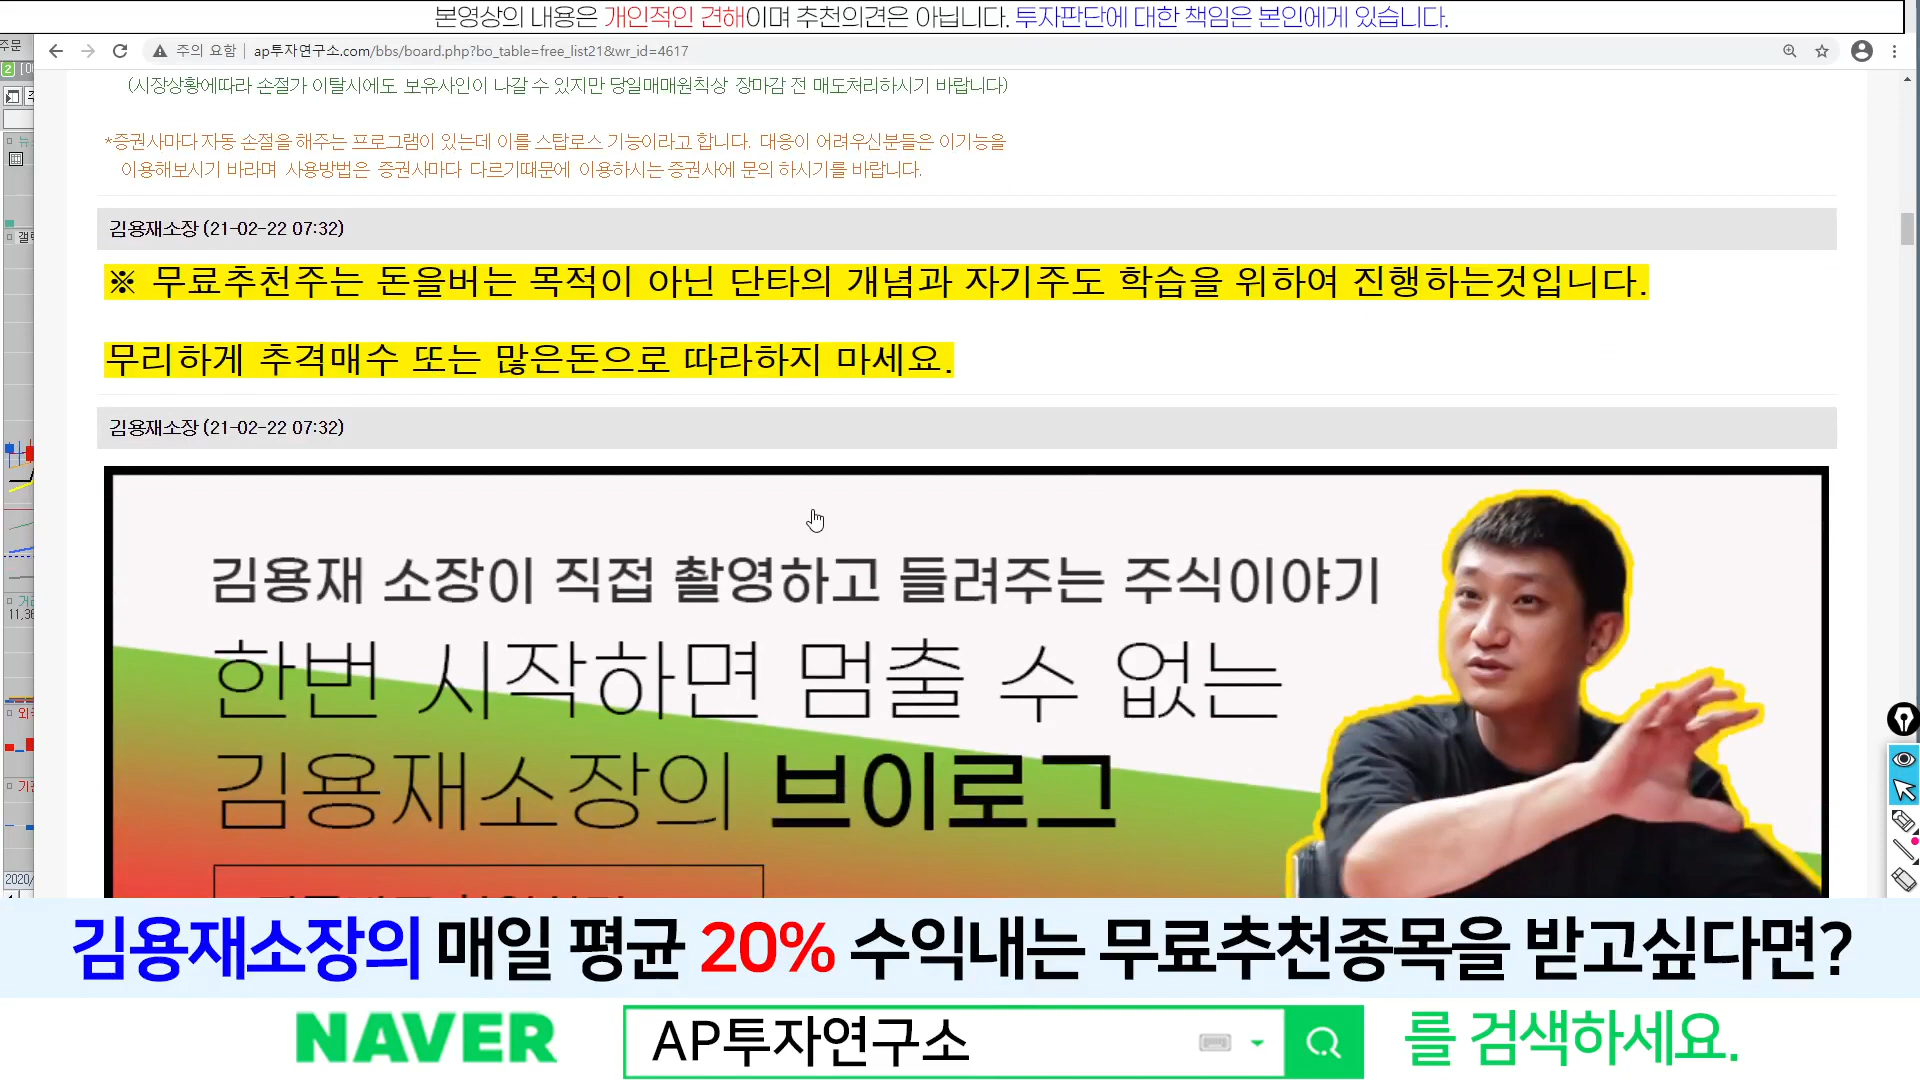 본영상의 내용은 개인적인 견해이며 추천의견은 아닙니다. 투자판단에 대한 책임은 본인에게 있습니다.
주문
주의 요함 | ap투자연구소.com/bbs/board.php?bo_table=free_list21&wr_id=4617
(시장상황에따라 손절가 이탈시에도 보유사인이 나갈 수 있지만 당일매매원칙상 장마감 전 매도처리하시기 바랍니다)
*증권사마다 자동 손절을 해주는 프로그램이 있는데 이를 스탑로스 기능이라고 합니다. 대응이 어려우신분들은 이기능을
이용해보시기 바라며 사용방법은 증권사마다 다르기때문에 이용하시는 증권사에 문의 하시기를 바랍니다.
김용재소장 (21-02-22 07:32)
※ 무료추천주는 돈을버는 목적이 아닌 단타의 개념과 자기주도 학습을 위하여 진행하는것입니다.
무리하게 추격매수 또는 많은돈으로 따라하지 마세요.
김용재소장 (21-02-22 07:32)
김용재 소장이 직접 촬영하고 들려주는 주식이야기
한번 시작하면 멈출 수 없는
김용재소장의 브이로그
2020/
김용재소장의 매일 평균 20% 수익내는 무료추천종목을 받고싶다면?
NAVER AP투자연구소 를 검색하세요.